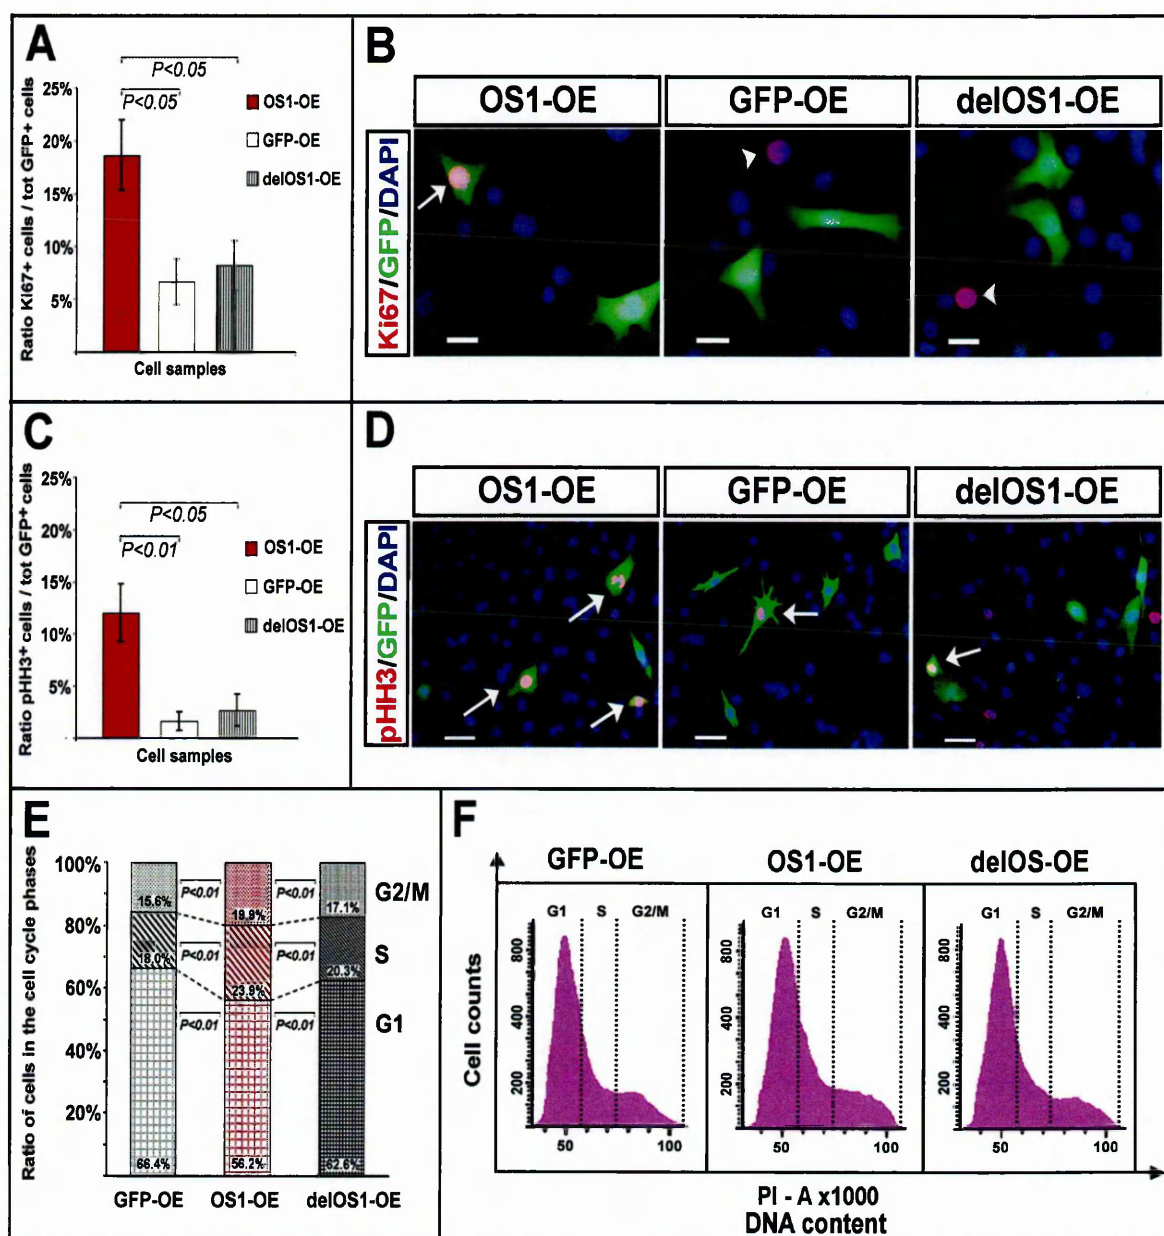 A
P<0.05
P<0.05
25%
20%
15%
10%
5%
Ratio Ki67+ cells / tot GFP+ cells
Cell samples
OS1-OE
GFP-OE
delOS1-OE
B
OS1-OE
GFP-OE
delOS1-OE
Ki67/GFP/DAPI
C
P<0.05
P<0.01
25%
20%
15%
10%
5%
Ratio pHH3+ cells / tot GFP+ cells
Cell samples
OS1-OE
GFP-OE
delOS1-OE
D
OS1-OE
GFP-OE
delOS1-OE
pHH3/GFP/DAPI
E
Ratio of cells in the cell cycle phases
100%
80%
60%
40%
20%
15.6%
19.9%
17.1%
P<0.01
P<0.01
G2/M
18.0%
23.9%
20.3%
P<0.01
P<0.01
S
P<0.01
P<0.01
G1
66.4%
56.2%
62.6%
GFP-OE
OS1-OE
delOS1-OE
F
GFP-OE
OS1-OE
delOS-OE
G1 S G2/M
G1 S G2/M
G1 S G2/M
Cell counts
800
400
200
800
400
200
800
400
200
50 100
50 100
50 100
PI - A x1000
DNA content